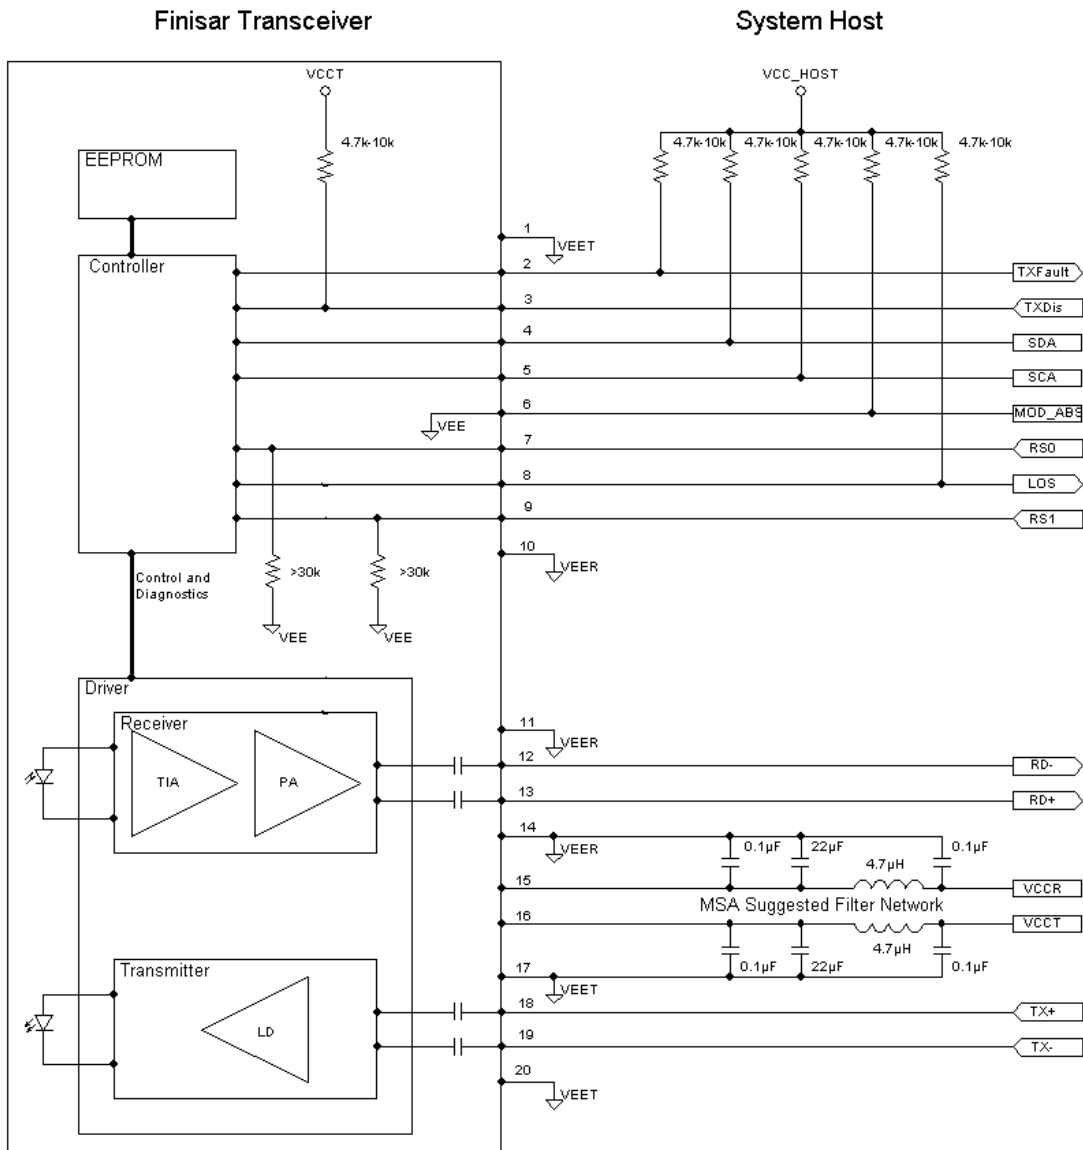 Finisar Transceiver
System Host
VCCT
VCC_HOST
4.7k-10k
4.7k-10k
4.7k-10k
4.7k-10k
4.7k-10k
4.7k-10k
EEPROM
1
VEET
Controller
2
TXFault
3
TXDis
4
SDA
5
SCA
6
MOD_ABS
VEE
7
RS0
8
LOS
9
RS1
10
VEER
Control and
Diagnostics
>30k
>30k
VEE
VEE
Driver
Receiver
11
VEER
12
RD-
TIA
PA
13
RD+
14
VEER
0.1µF
22µF
0.1µF
4.7µH
15
VCCR
MSA Suggested Filter Network
16
VCCT
4.7µH
Transmitter
17
0.1µF
22µF
0.1µF
VEET
18
TX+
LD
19
TX-
20
VEET